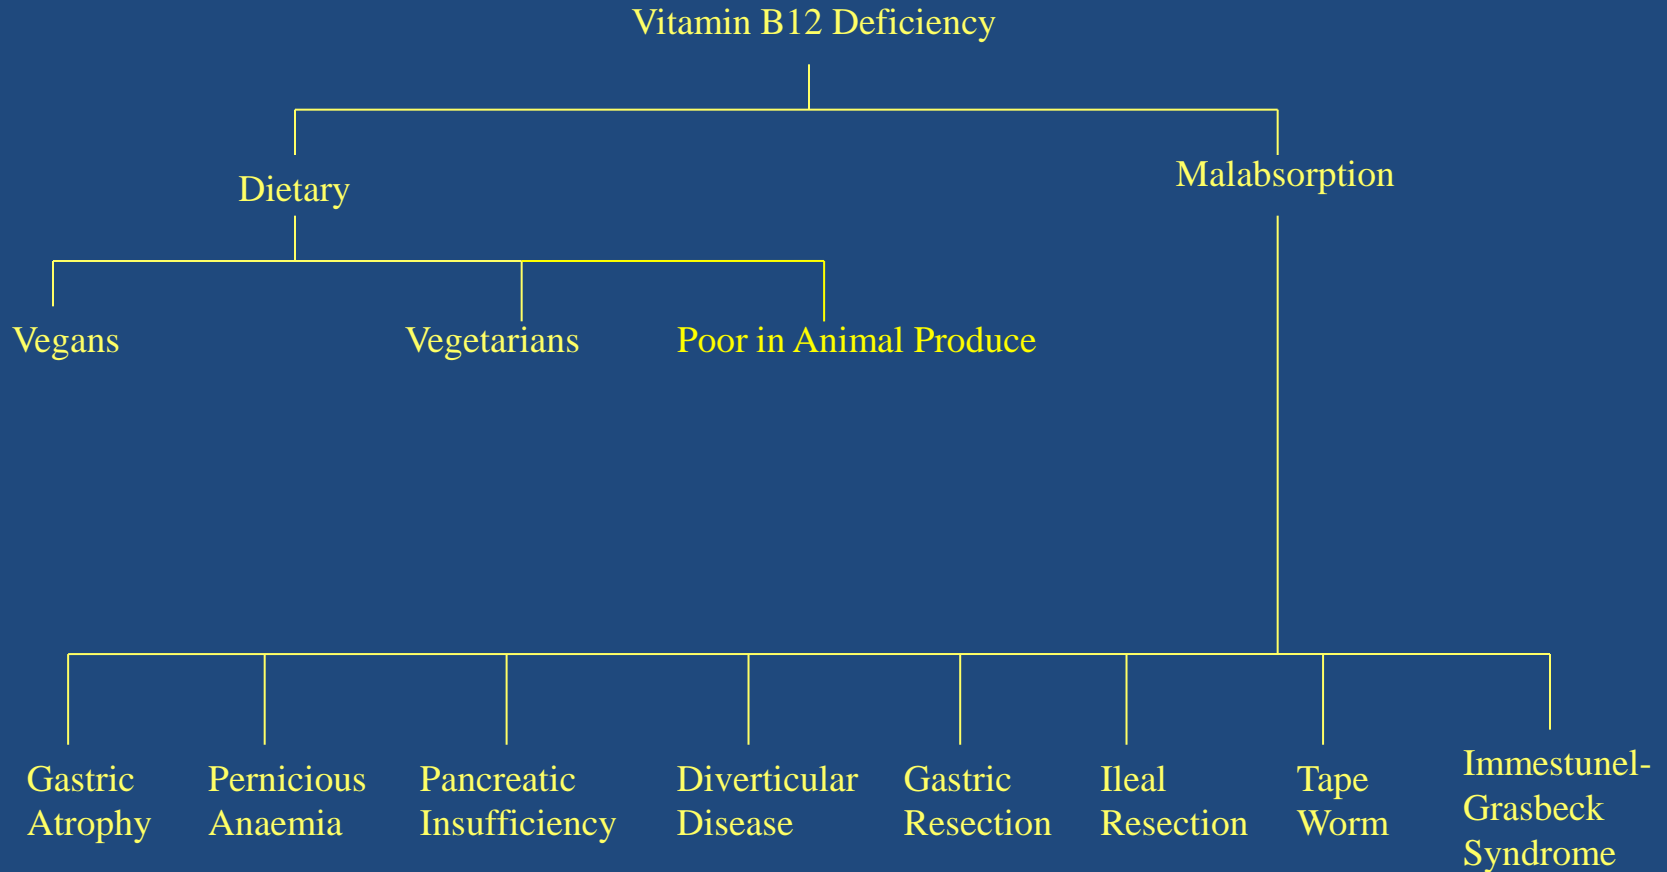 Vitamin B12 Deficiency
Dietary
Malabsorption
Vegans
Vegetarians
Poor in Animal Produce
Gastric
Atrophy
Pernicious
Anaemia
Pancreatic
Insufficiency
Diverticular
Disease
Gastric
Resection
Ileal
Resection
Tape
Worm
Immestunel-
Grasbeck
Syndrome